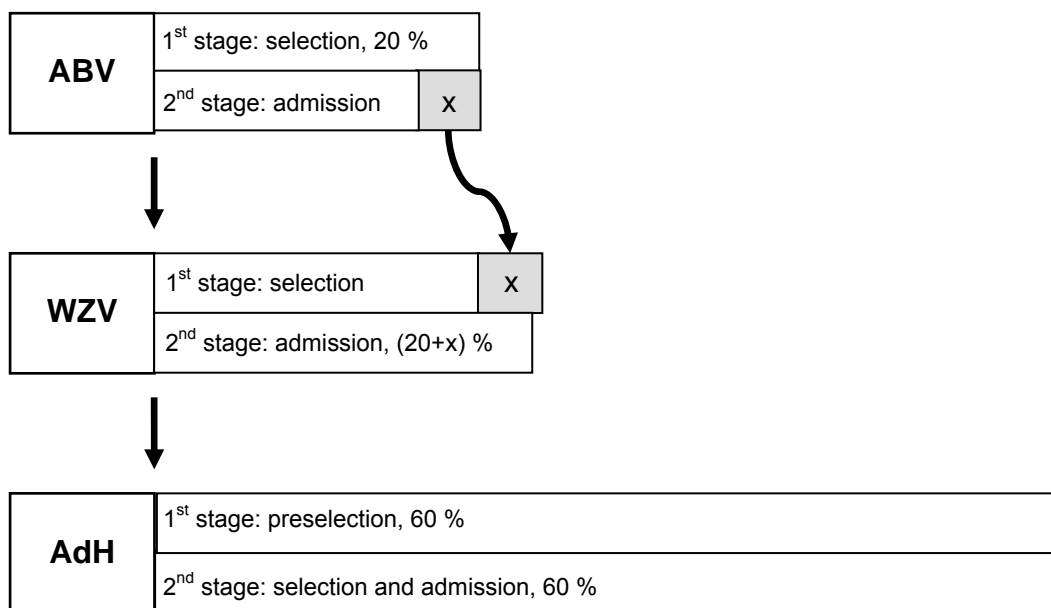 ABV
1st stage: selection, 20 %
2nd stage: admission
x
WZV
1st stage: selection
x
2nd stage: admission, (20+x) %
AdH
1st stage: preselection, 60 %
2nd stage: selection and admission, 60 %